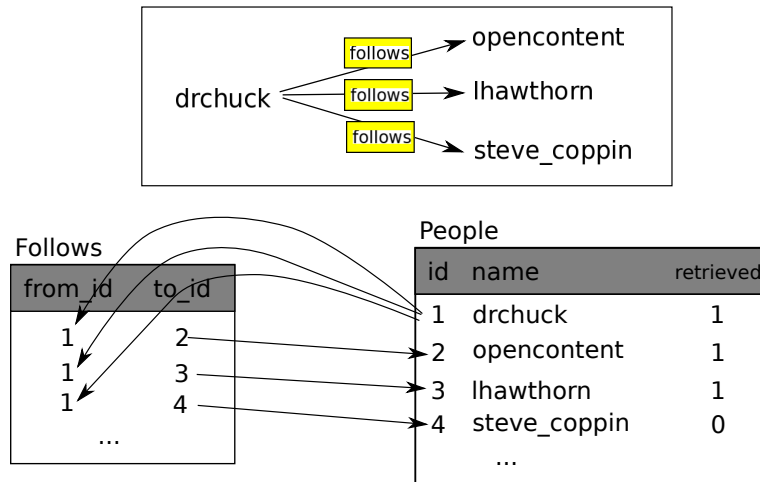 follows
opencontent
drchuck
follows
lhawthorn
follows
steve_coppin
Follows
from_id to_id
1 2
1 3
1 4
...
People
id name retrieved
1 drchuck 1
2 opencontent 1
3 lhawthorn 1
4 steve_coppin 0
...